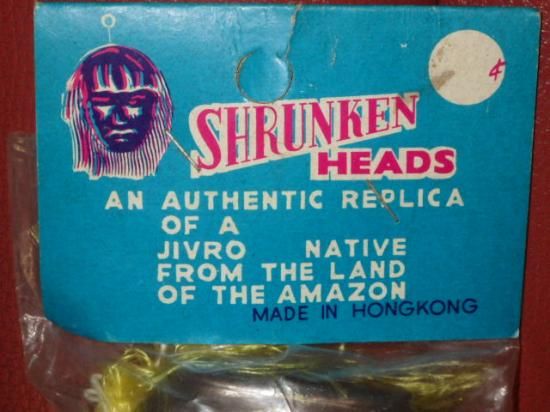 ¢
SHRUNKEN
HEADS
AN AUTHENTIC REPLICA
OF A
JIVRO NATIVE
FROM THE LAND
OF THE AMAZON
MADE IN HONGKONG